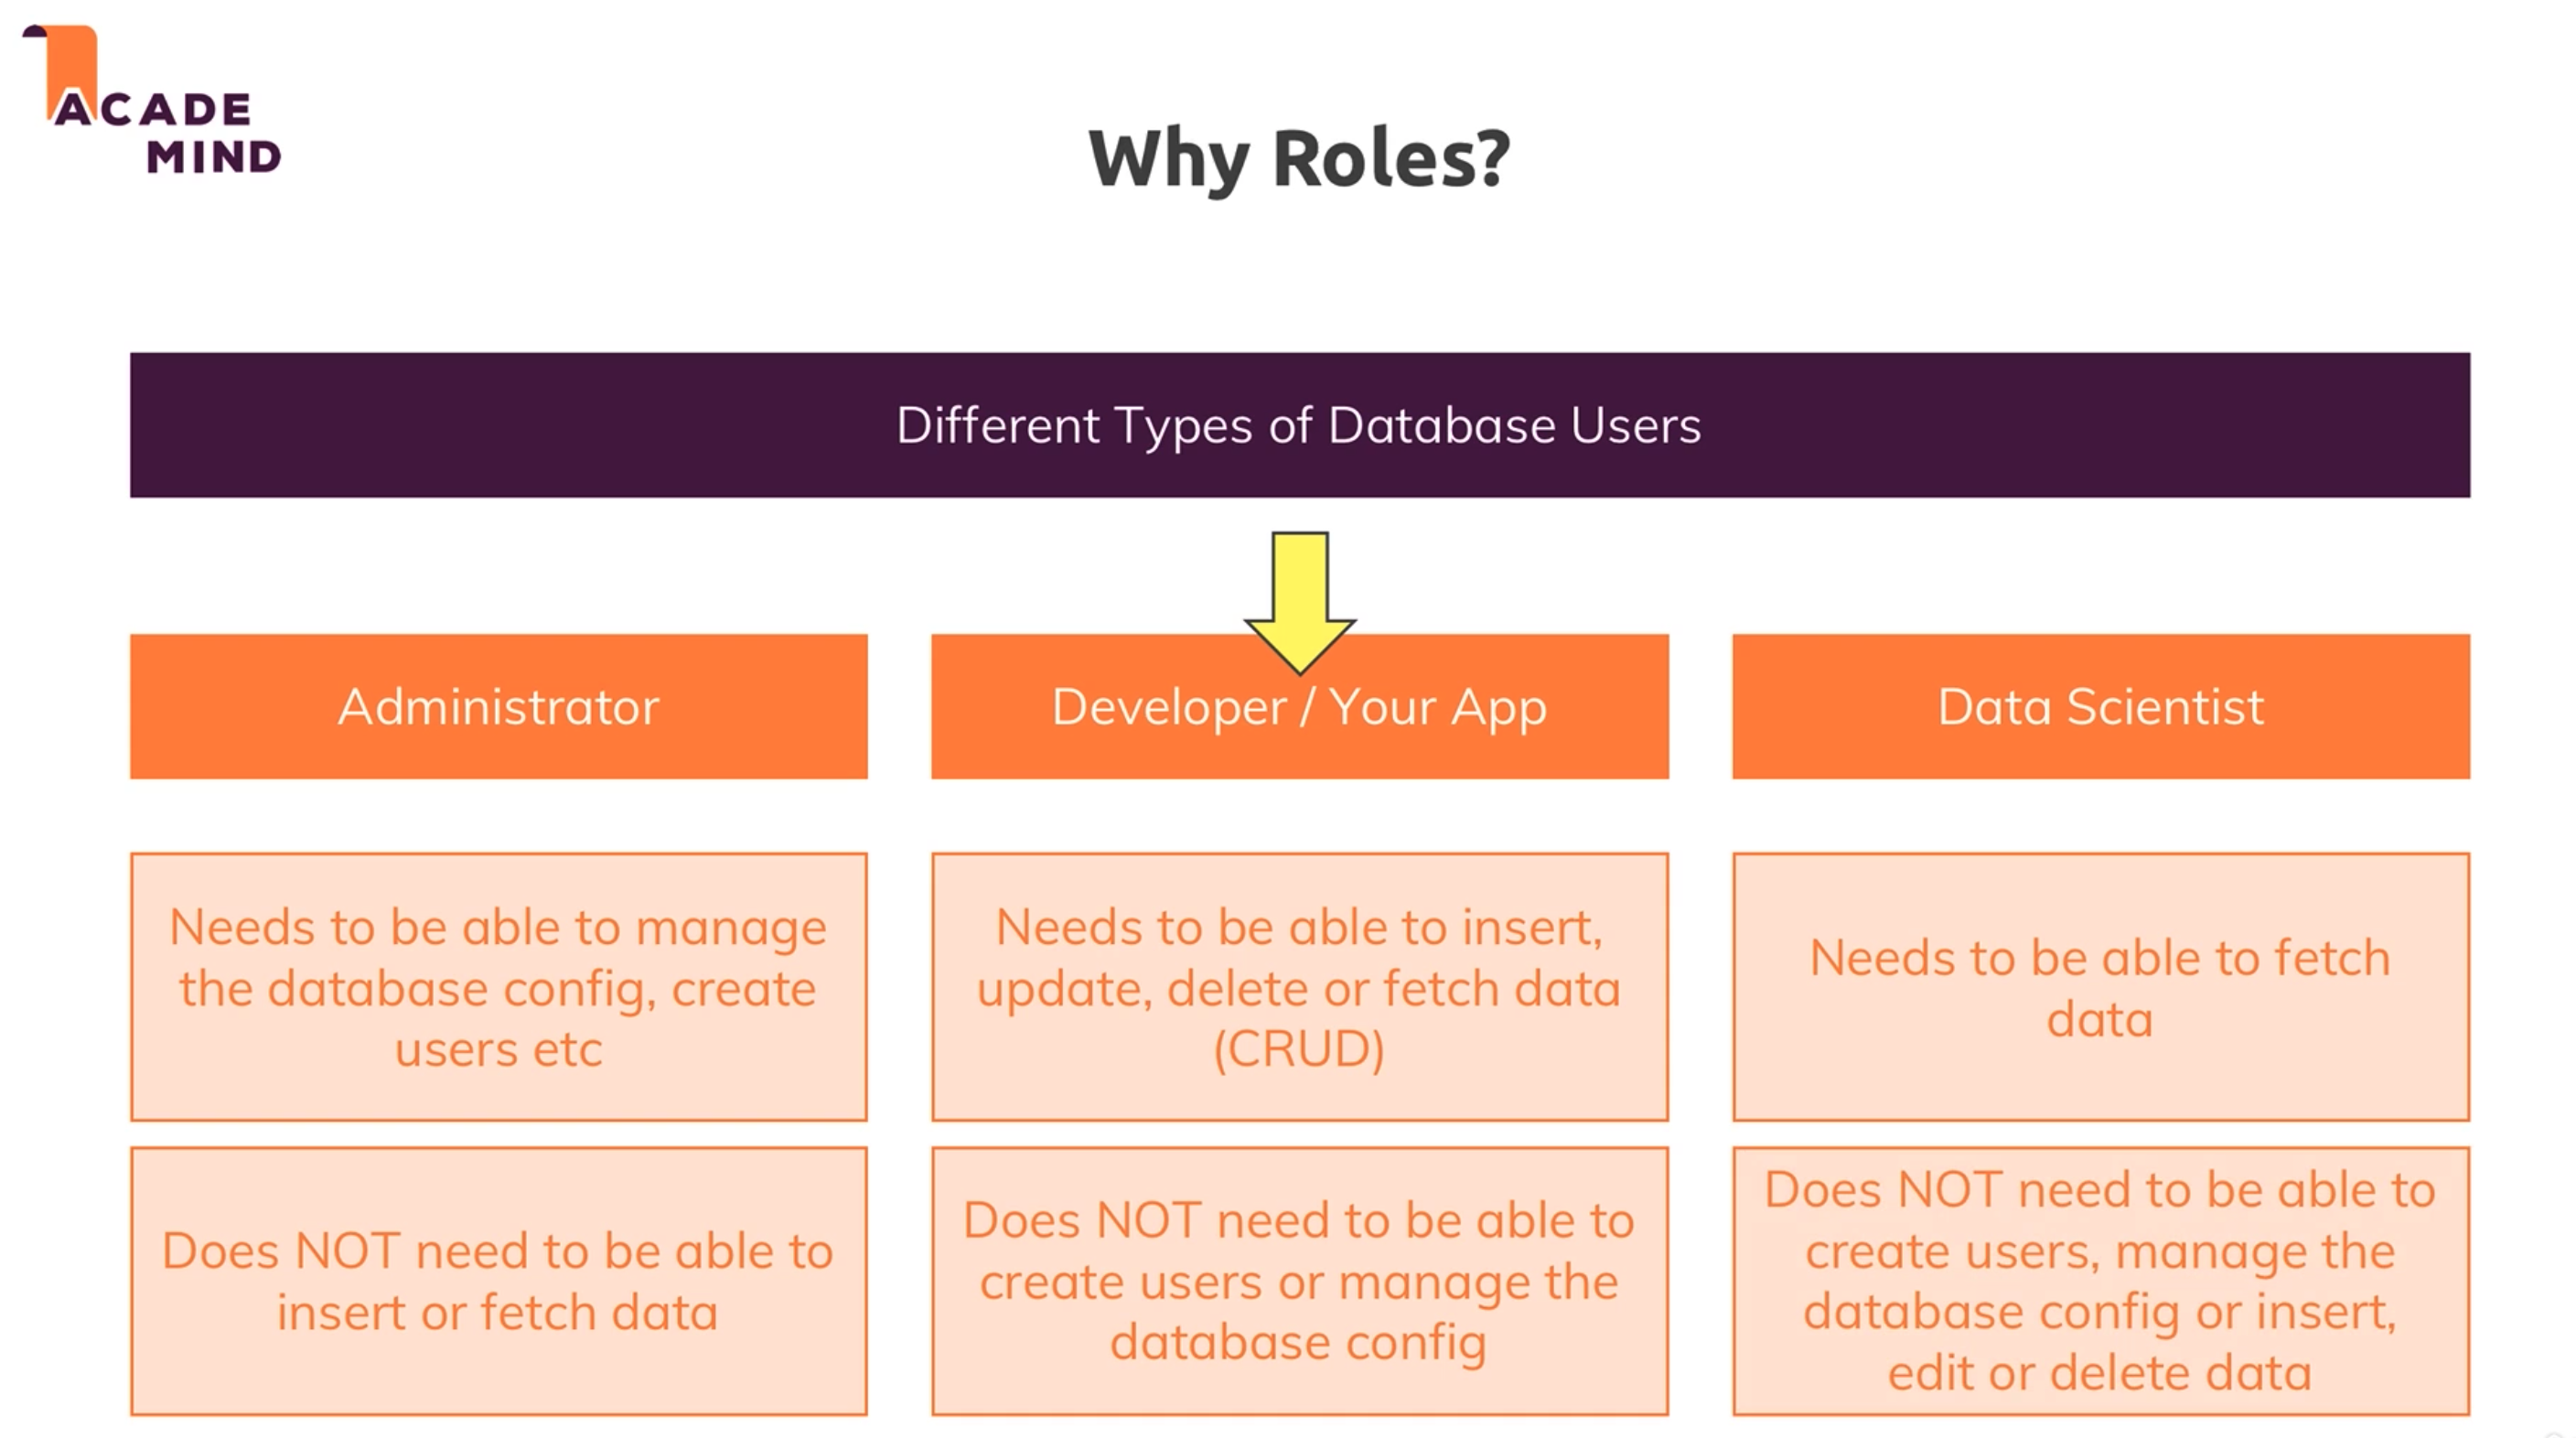 ACADE
MIND
Why Roles?
Different Types of Database Users
Administrator
Developer / Your App
Data Scientist
Needs to be able to manage
the database config, create
users etc
Needs to be able to insert,
update, delete or fetch data
(CRUD)
Needs to be able to fetch
data
Does NOT need to be able to
insert or fetch data
Does NOT need to be able to
create users or manage the
database config
Does NOT need to be able to
create users, manage the
database config or insert,
edit or delete data